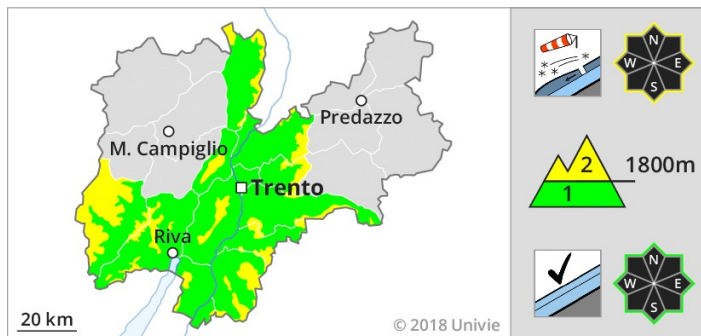 M. Campiglio
Predazzo
Trento
Riva
20 km
© 2018 Univie
N
W E
S
2 1800m
1
N
W E
S